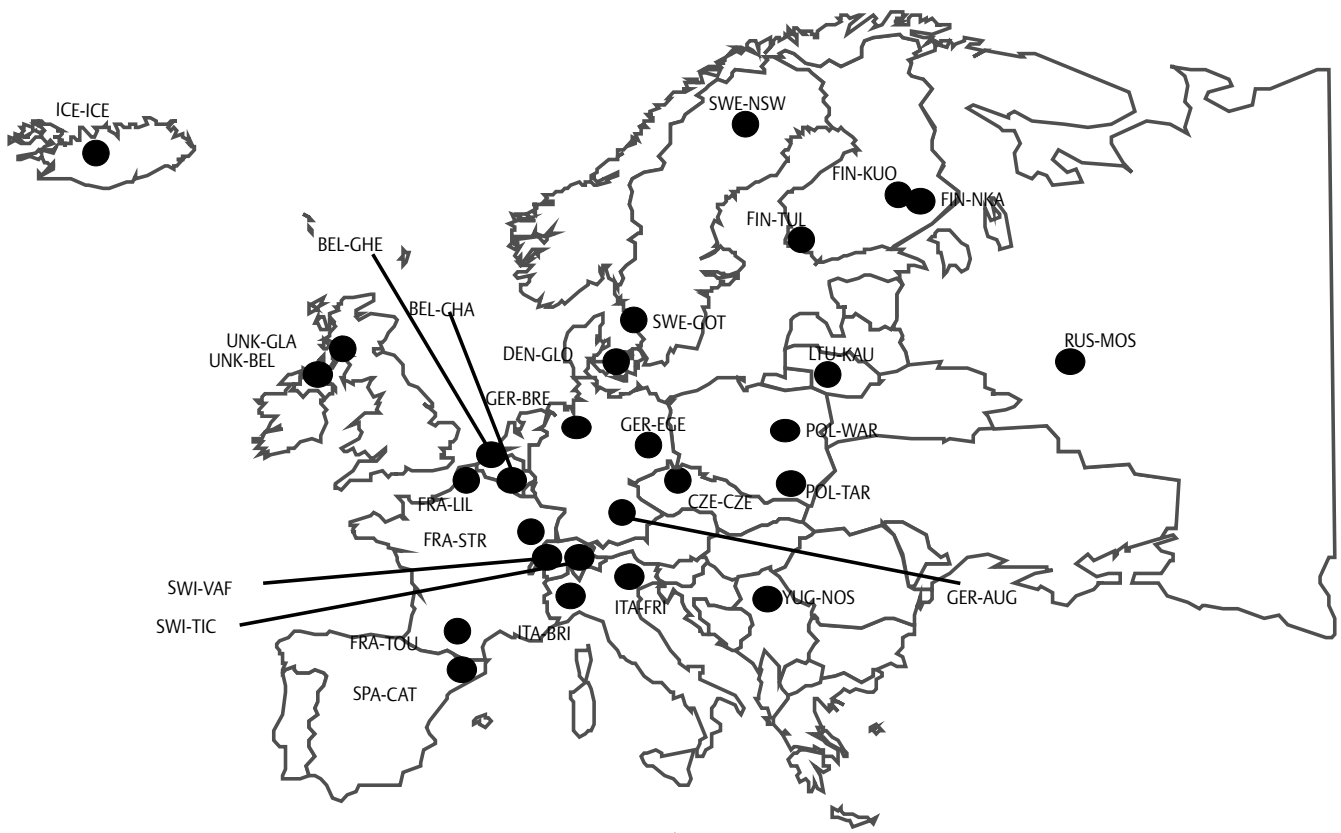 SWE-NSW
ICE-ICE
FIN-KUO
FIN-NKA
FIN-TUL
BEL-GHE
BEL-CHA
SWE-GOT
UNK-GLA
RUS-MOS
DEN-GLO
LTU-KAU
UNK-BEL
GER-BRE
GER-EGE
POL-WAR
POL-TAR
CZE-CZE
FRA-LIL
FRA-STR
SWI-VAF
GER-AUG
YUG-NOS
ITA-FRI
SWI-TIC
ITA-BRI
FRA-TOU
SPA-CAT